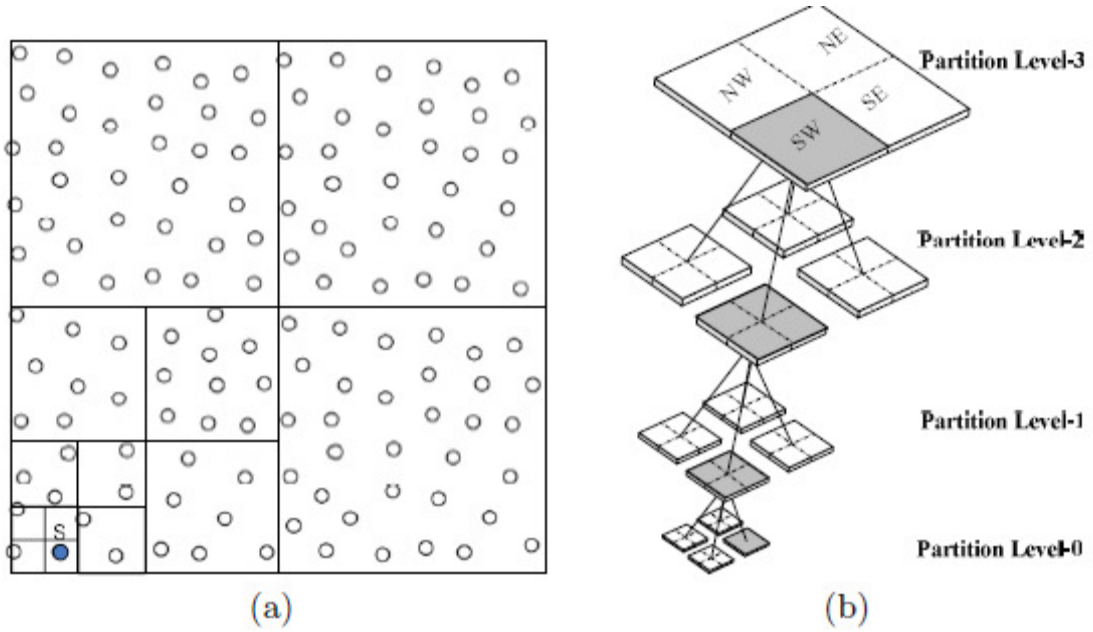 S
(a)
NW
NE
SW
SE
Partition Level-3
Partition Level-2
Partition Level-1
Partition Level-0
(b)